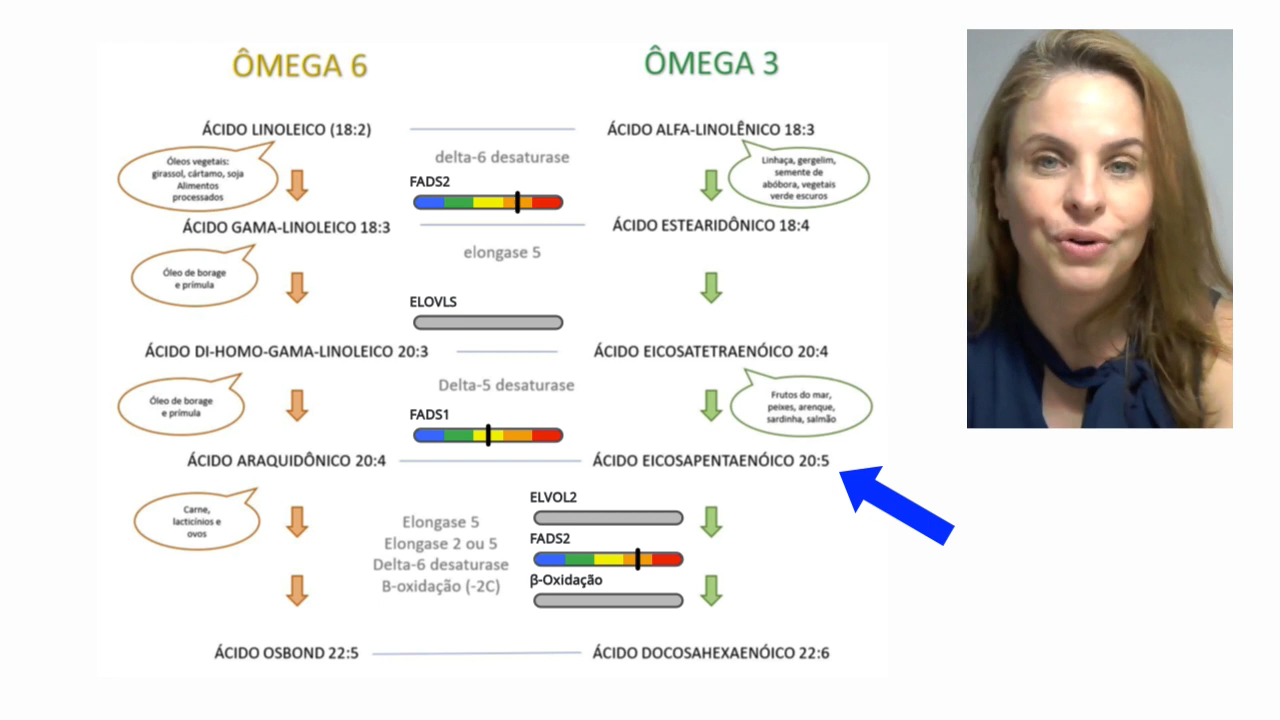 ÔMEGA 6
ÔMEGA 3
ÁCIDO LINOLEICO (18:2)
ÁCIDO ALFA-LINOLÊNICO 18:3
Óleos vegetais:
girassol, cártamo, soja
Alimentos
processados
delta-6 desaturase
FADS2
Linhaça, gergelim,
semente de
abóbora, vegetais
verde escuros
ÁCIDO GAMA-LINOLEICO 18:3
ÁCIDO ESTEARIDÔNICO 18:4
Óleo de borage
e prímula
elongase 5
ELOVLS
ÁCIDO DI-HOMO-GAMA-LINOLEICO 20:3
ÁCIDO EICOSATETRAENÓICO 20:4
Óleo de borage
e prímula
Delta-5 desaturase
FADS1
Frutos do mar,
peixes, arenque,
sardinha, salmão
ÁCIDO ARAQUIDÔNICO 20:4
ÁCIDO EICOSAPENTAENÓICO 20:5
Carne,
lacticínios e
ovos
Elongase 5
Elongase 2 ou 5
Delta-6 desaturase
B-oxidação (-2C)
ELVOL2
FADS2
β-Oxidação
ÁCIDO OSBOND 22:5
ÁCIDO DOCOSAHEXAENÓICO 22:6